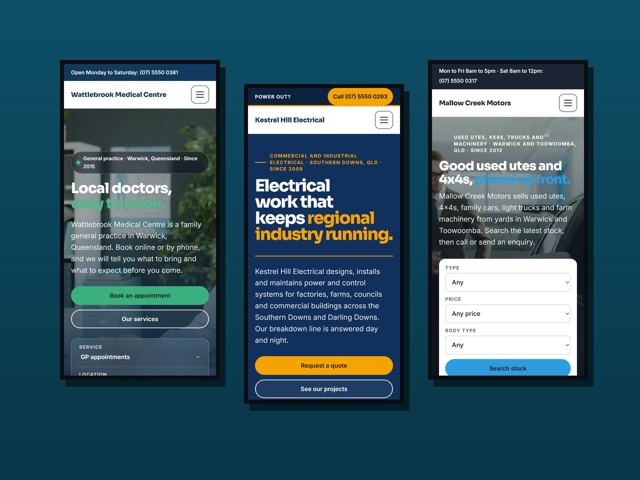 Open Monday to Saturday: (07) 5550 0381
Wattlebrook Medical Centre
General practice · Warwick, Queensland · Since
2015
Local doctors,
easy to book.
Wattlebrook Medical Centre is a family
general practice in Warwick,
Queensland. Book online or by phone,
and we will tell you what to bring and
what to expect before you come.
Book an appointment
Our services
SERVICE
GP appointments
LOCATION
POWER OUT?
Call (07) 5550 0263
Kestrel Hill Electrical
COMMERCIAL AND INDUSTRIAL
ELECTRICAL · SOUTHERN DOWNS, QLD ·
SINCE 2009
Electrical
work that
keeps regional
industry running.
Kestrel Hill Electrical designs, installs
and maintains power and control
systems for factories, farms, councils
and commercial buildings across the
Southern Downs and Darling Downs.
Our breakdown line is answered day
and night.
Request a quote
See our projects
Mon to Fri 8am to 5pm · Sat 8am to 12pm:
(07) 5550 0317
Mallow Creek Motors
USED UTES, 4X4S, TRUCKS AND
MACHINERY · WARWICK AND TOOWOOMBA,
QLD · SINCE 2012
Good used utes and
4x4s, priced up front.
Mallow Creek Motors sells used utes,
4x4s, family cars, light trucks and farm
machinery from yards in Warwick and
Toowoomba. Search the latest stock,
then call or send an enquiry.
TYPE
Any
PRICE
Any price
BODY TYPE
Any
Search stock